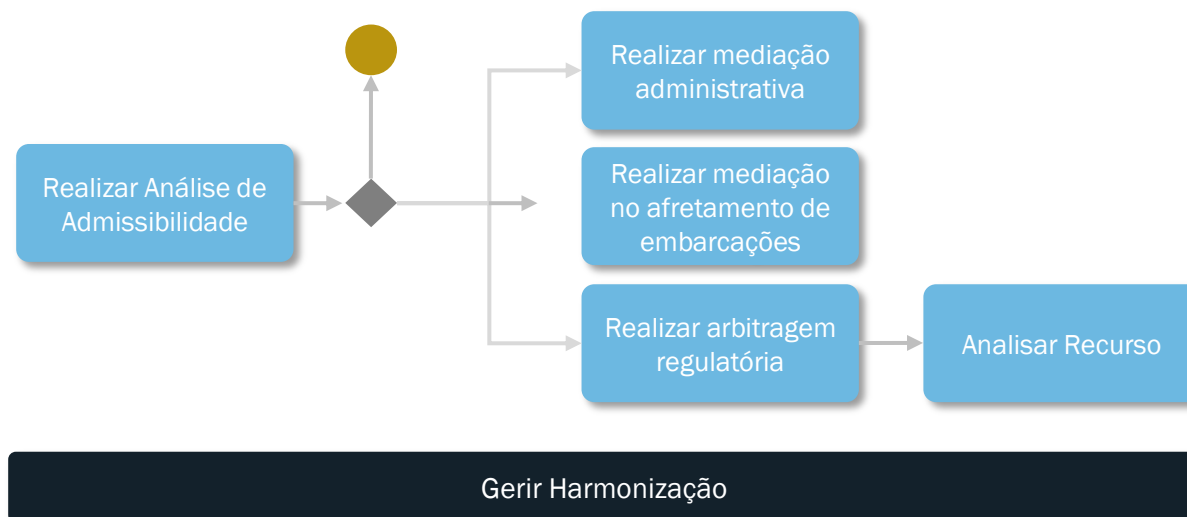 Realizar Análise de
Admissibilidade
Realizar mediação
administrativa
Realizar mediação
no afretamento de
embarcações
Realizar arbitragem
regulatória
Analisar Recurso
Gerir Harmonização